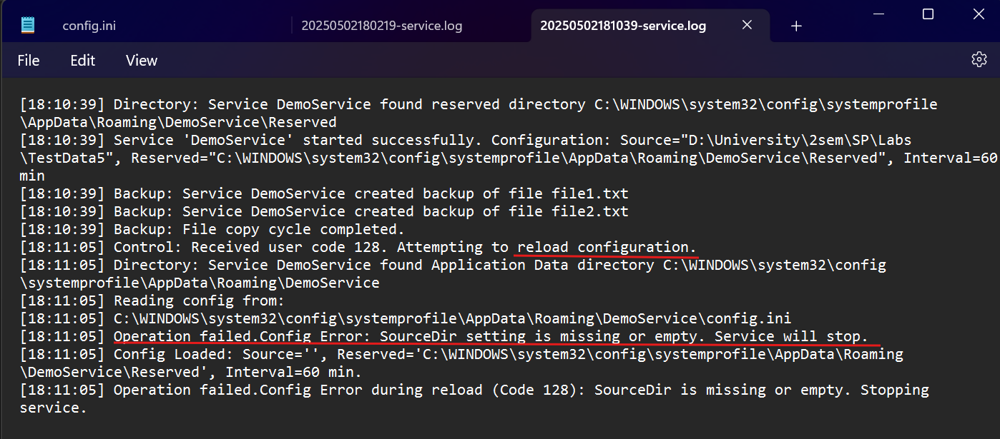 config.ini
20250502180219-service.log
20250502181039-service.log
File
Edit
View
[18:10:39] Directory: Service DemoService found reserved directory C:\WINDOWS\system32\config\systemprofile
\AppData\Roaming\DemoService\Reserved
[18:10:39] Service 'DemoService' started successfully. Configuration: Source="D:\University\2sem\SP\Labs
\TestData5", Reserved="C:\WINDOWS\system32\config\systemprofile\AppData\Roaming\DemoService\Reserved", Interval=60
min
[18:10:39] Backup: Service DemoService created backup of file file1.txt
[18:10:39] Backup: Service DemoService created backup of file file2.txt
[18:10:39] Backup: File copy cycle completed.
[18:11:05] Control: Received user code 128. Attempting to reload configuration.
[18:11:05] Directory: Service DemoService found Application Data directory C:\WINDOWS\system32\config
\systemprofile\AppData\Roaming\DemoService
[18:11:05] Reading config from:
[18:11:05] C:\WINDOWS\system32\config\systemprofile\AppData\Roaming\DemoService\config.ini
[18:11:05] Operation failed.Config Error: SourceDir setting is missing or empty. Service will stop.
[18:11:05] Config Loaded: Source='', Reserved='C:\WINDOWS\system32\config\systemprofile\AppData\Roaming
\DemoService\Reserved', Interval=60 min.
[18:11:05] Operation failed.Config Error during reload (Code 128): SourceDir is missing or empty. Stopping
service.